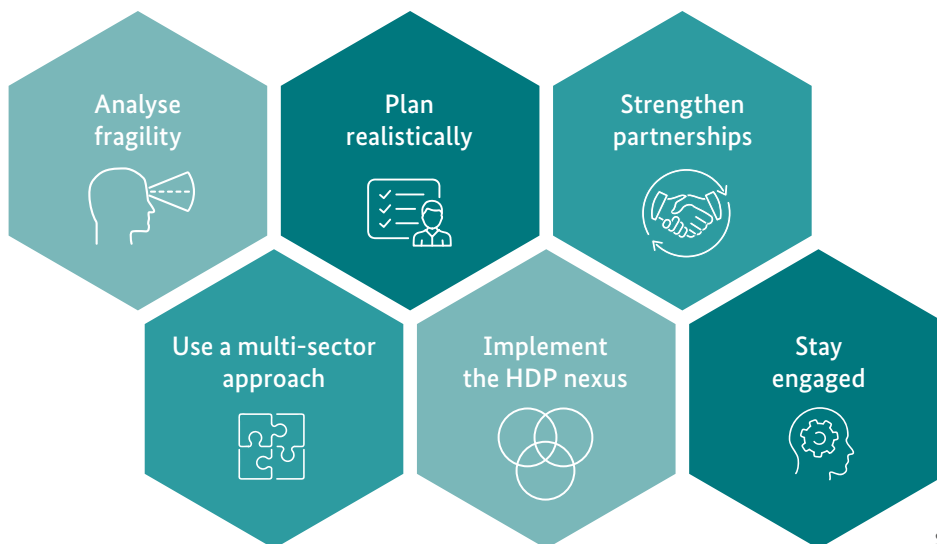 Analyse
fragility
Plan
realistically
Strengthen
partnerships
Use a multi-sector
approach
Implement
the HDP nexus
Stay
engaged